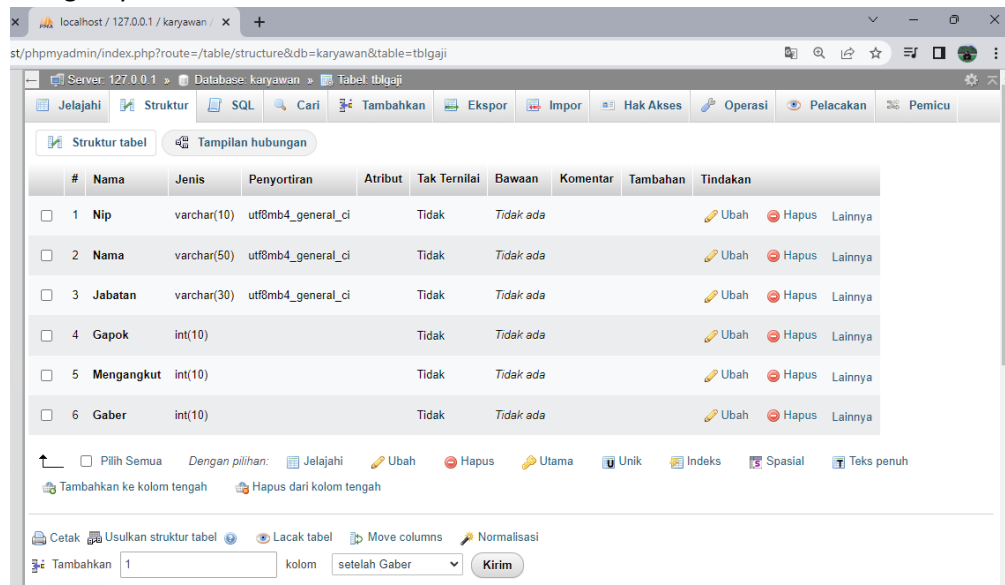 localhost / 127.0.0.1 / karyawan /
st/phpmyadmin/index.php?route=/table/structure&db=karyawan&table=tblgaji
Server: 127.0.0.1 » Database: karyawan » Tabel: tblgaji
Jelajahi Struktur SQL Cari Tambahkan Ekspor Impor Hak Akses Operasi Pelacakan Pemicu
Struktur tabel Tampilan hubungan
# Nama Jenis Penyortiran Atribut Tak Ternilai Bawaan Komentar Tambahan Tindakan
1 Nip varchar(10) utf8mb4_general_ci Tidak Tidak ada Ubah Hapus Lainnya
2 Nama varchar(50) utf8mb4_general_ci Tidak Tidak ada Ubah Hapus Lainnya
3 Jabatan varchar(30) utf8mb4_general_ci Tidak Tidak ada Ubah Hapus Lainnya
4 Gapok int(10) Tidak Tidak ada Ubah Hapus Lainnya
5 Mengangkut int(10) Tidak Tidak ada Ubah Hapus Lainnya
6 Gaber int(10) Tidak Tidak ada Ubah Hapus Lainnya
Pilih Semua Dengan pilihan: Jelajahi Ubah Hapus Utama Unik Indeks Spasial Teks penuh
Tambahkan ke kolom tengah Hapus dari kolom tengah
Cetak Usulkan struktur tabel Lacak tabel Move columns Normalisasi
Tambahkan 1 kolom setelah Gaber Kirim